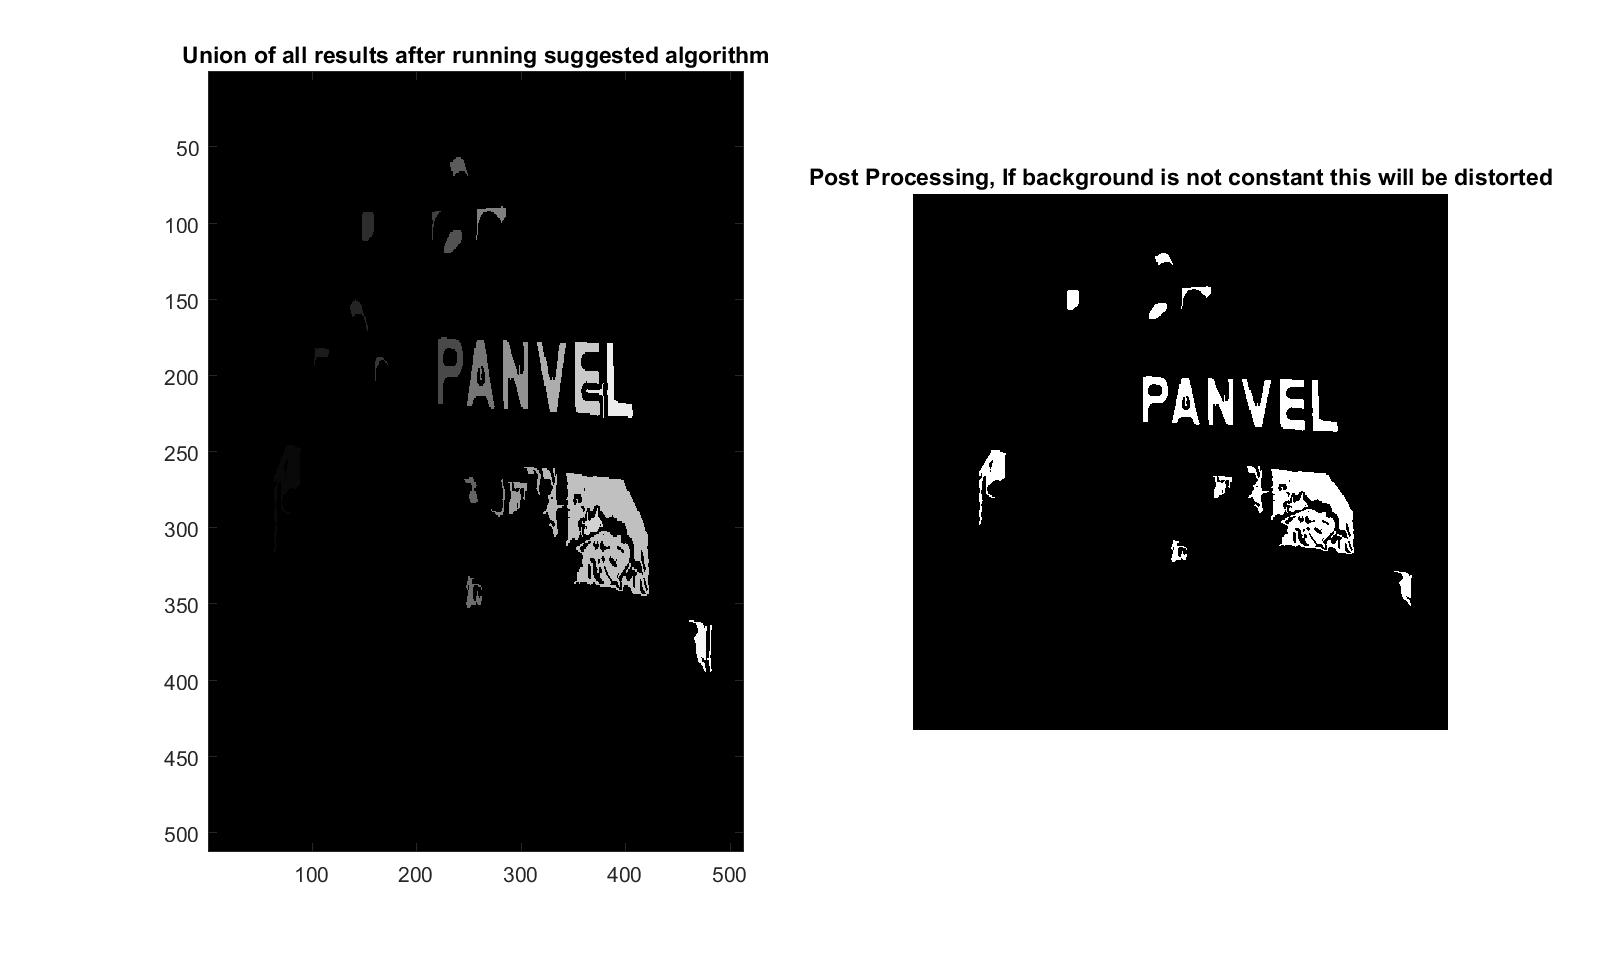 Union of all results after running suggested algorithm
50
100
150
200
250
300
350
400
450
500
100 200 300 400 500
PANVEL
Post Processing, If background is not constant this will be distorted
PANVEL